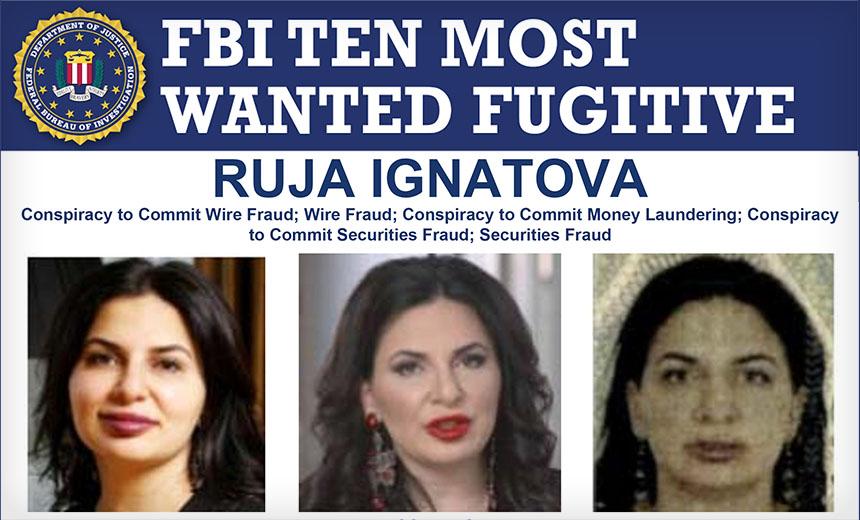 DEPARTMENT OF JUSTICE
FEDERAL BUREAU OF INVESTIGATION
FBI TEN MOST
WANTED FUGITIVE
RUJA IGNATOVA
Conspiracy to Commit Wire Fraud; Wire Fraud; Conspiracy to Commit Money Laundering; Conspiracy
to Commit Securities Fraud; Securities Fraud